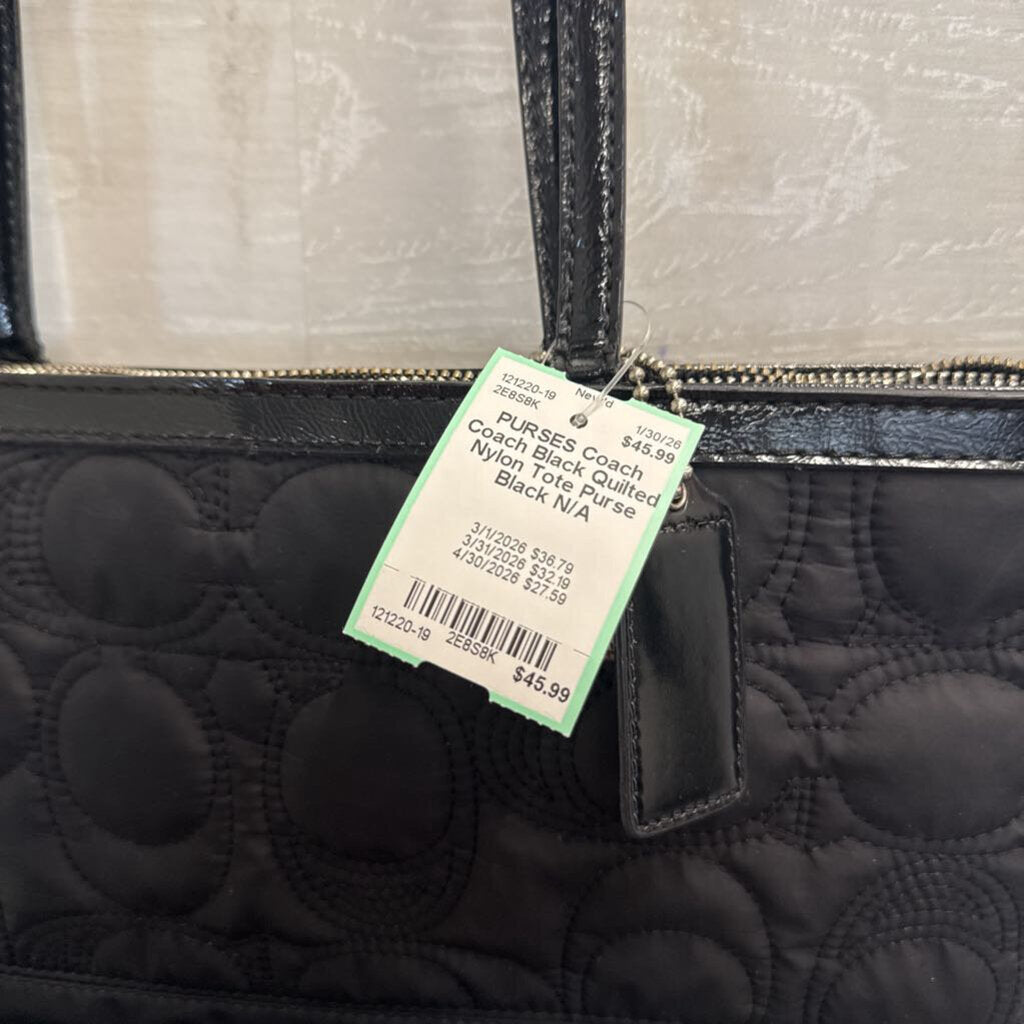 121220-19 New'd 1/30/26
2E8S8K $45.99
PURSES Coach
Coach Black Quilted
Nylon Tote Purse
Black N/A
3/1/2026 $36.79
3/31/2026 $32.19
4/30/2026 $27.59
121220-19 2E8S8K $45.99